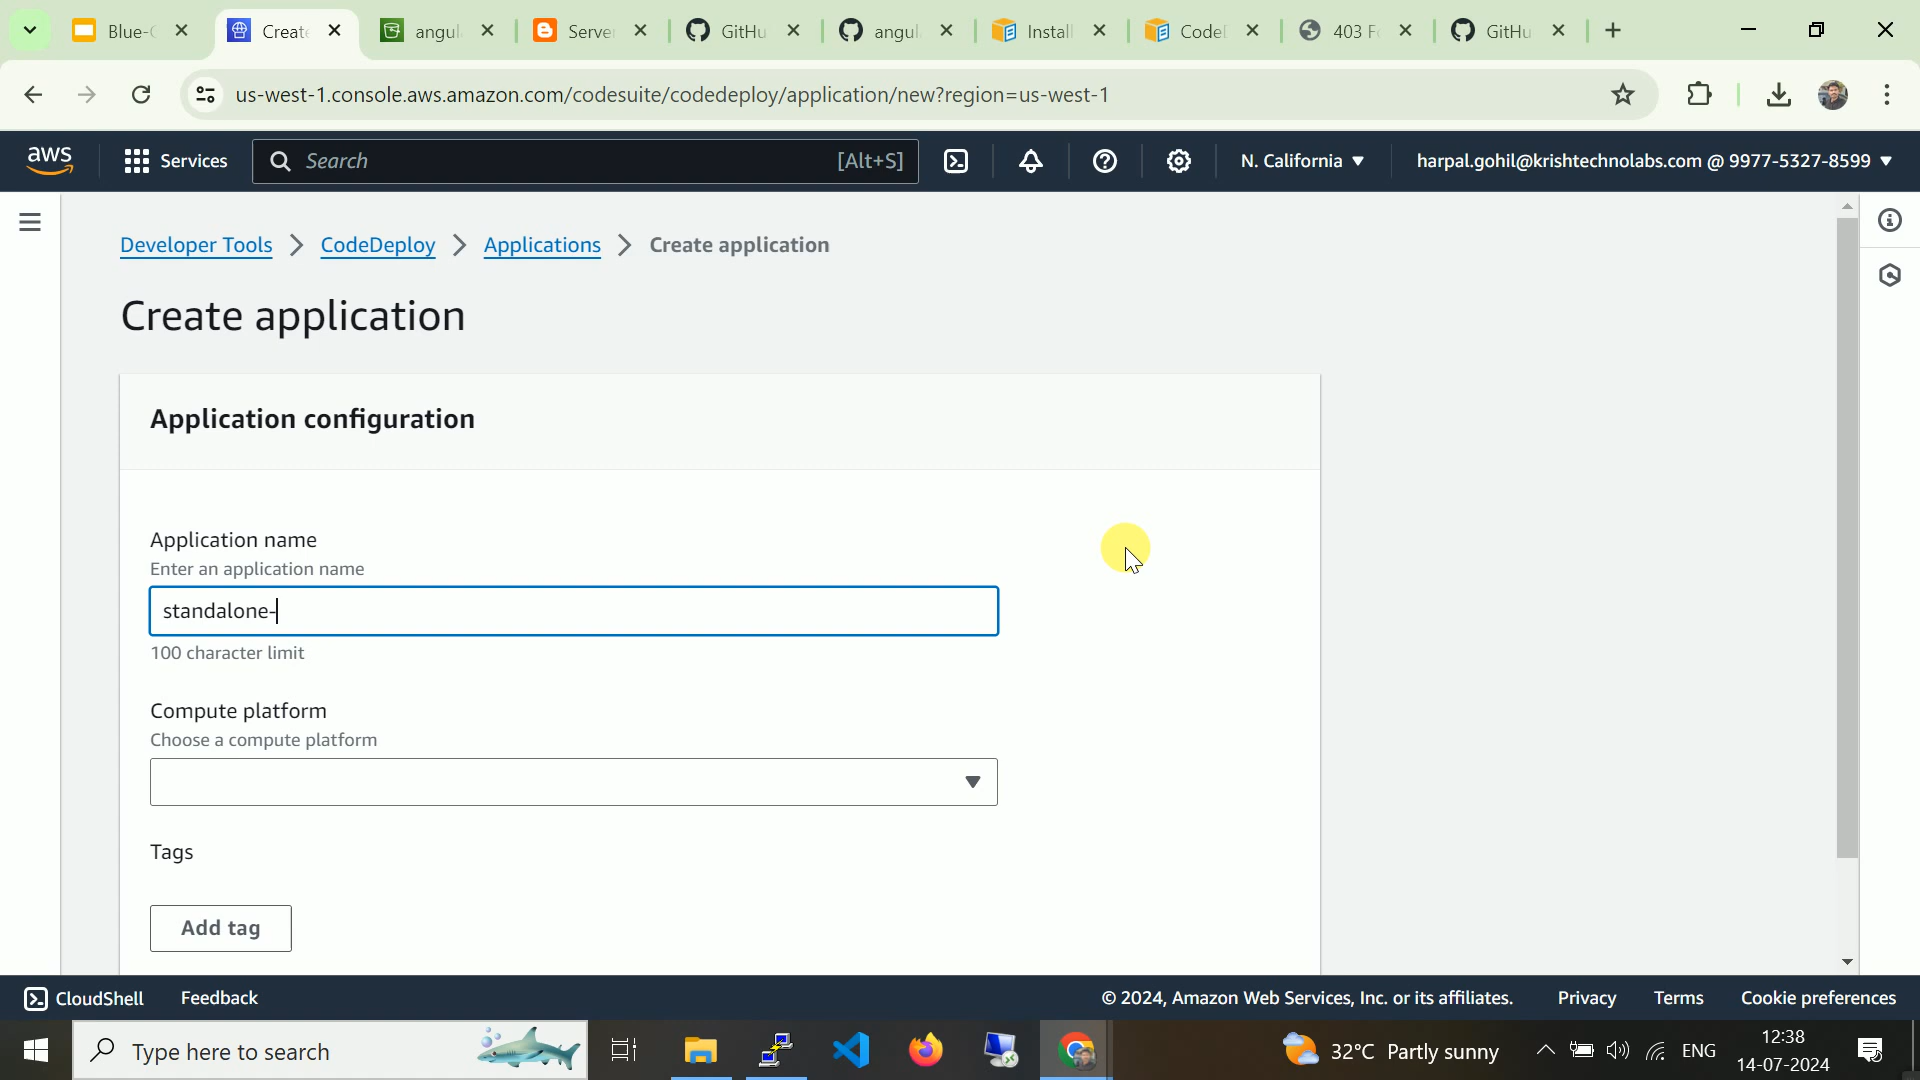 Blue-G
Create
angul
Server
GitHu
angul
Install
CodeD
403 F
GitHu
us-west-1.console.aws.amazon.com/codesuite/codedeploy/application/new?region=us-west-1
aws
Services
Search
[Alt+S]
N. California
harpal.gohil@krishtechnolabs.com @ 9977-5327-8599
Developer Tools
CodeDeploy
Applications
Create application
Create application
Application configuration
Application name
Enter an application name
standalone-
100 character limit
Compute platform
Choose a compute platform
Tags
Add tag
CloudShell
Feedback
© 2024, Amazon Web Services, Inc. or its affiliates.
Privacy
Terms
Cookie preferences
Type here to search
32°C Partly sunny
ENG
12:38
14-07-2024